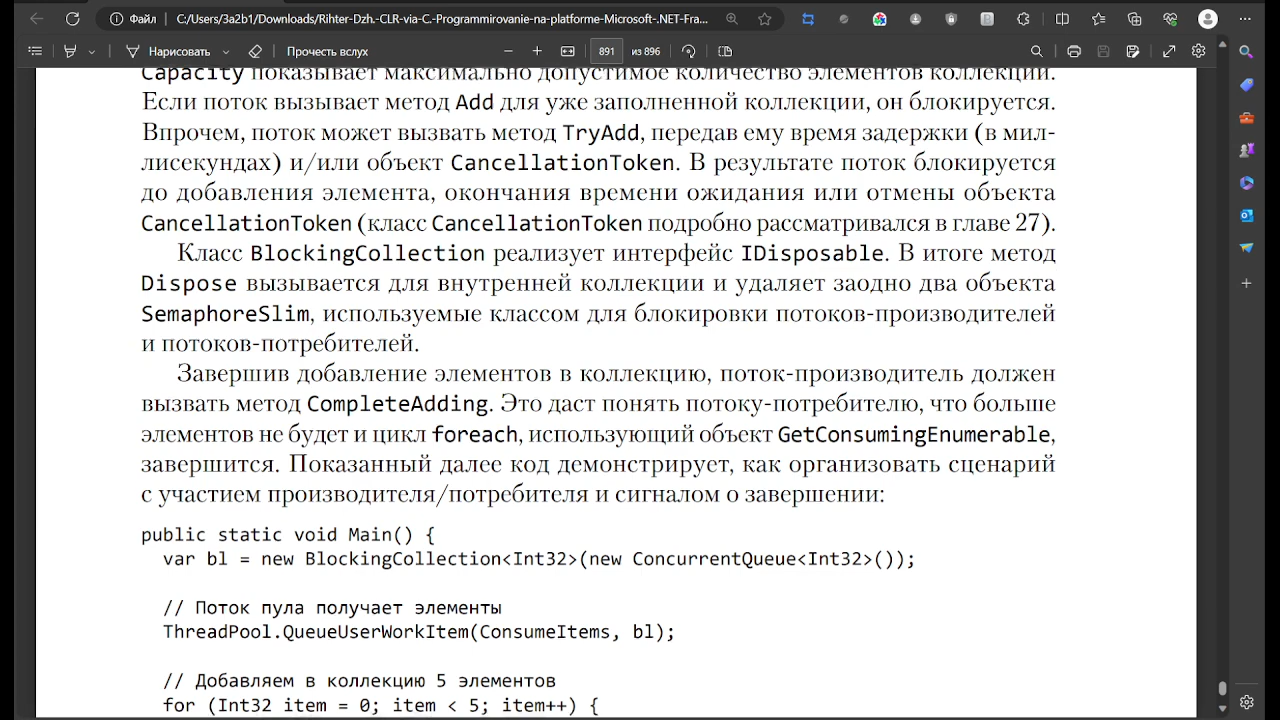 Файл
C:/Users/3a2b1/Downloads/Rihter-Dzh.-CLR-via-C.-Programmirovanie-na-platforme-Microsoft-.NET-Fra...
Нарисовать
Прочесть вслух
891
из 896
Capacity показывает максимально допустимое количество элементов коллекции.
Если поток вызывает метод Add для уже заполненной коллекции, он блокируется.
Впрочем, поток может вызвать метод TryAdd, передав ему время задержки (в мил-
лисекундах) и/или объект CancellationToken. В результате поток блокируется
до добавления элемента, окончания времени ожидания или отмены объекта
CancellationToken (класс CancellationToken подробно рассматривался в главе 27).
Класс BlockingCollection реализует интерфейс IDisposable. В итоге метод
Dispose вызывается для внутренней коллекции и удаляет заодно два объекта
SemaphoreSlim, используемые классом для блокировки потоков-производителей
и потоков-потребителей.
Завершив добавление элементов в коллекцию, поток-производитель должен
вызвать метод CompleteAdding. Это даст понять потоку-потребителю, что больше
элементов не будет и цикл foreach, использующий объект GetConsumingEnumerable,
завершится. Показанный далее код демонстрирует, как организовать сценарий
с участием производителя/потребителя и сигналом о завершении:
public static void Main() {
var bl = new BlockingCollection<Int32>(new ConcurrentQueue<Int32>());
// Поток пула получает элементы
ThreadPool.QueueUserWorkItem(ConsumeItems, bl);
// Добавляем в коллекцию 5 элементов
for (Int32 item = 0; item < 5; item++) {